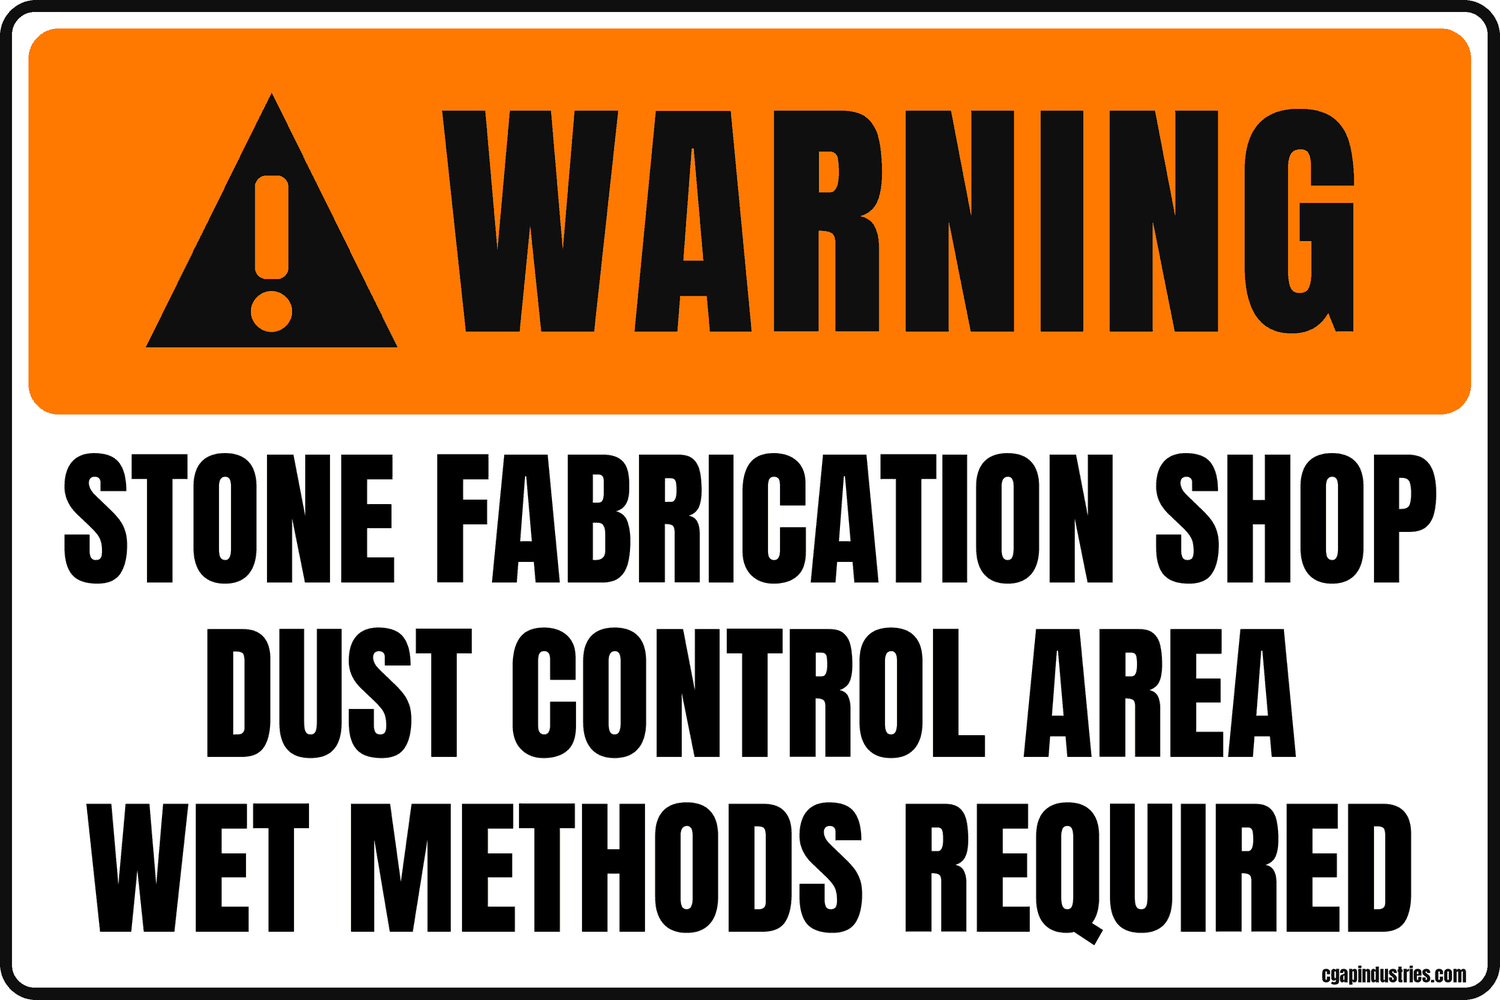 WARNING
STONE FABRICATION SHOP
DUST CONTROL AREA
WET METHODS REQUIRED
cgapindustries.com